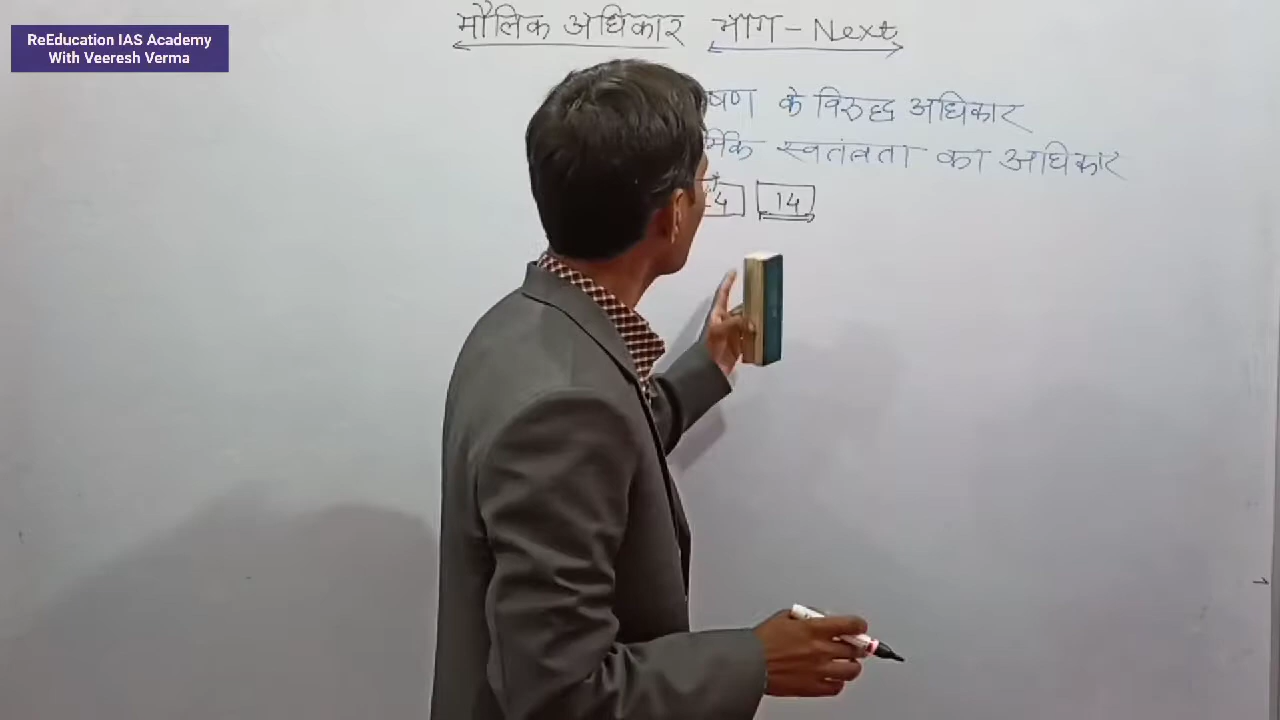 मौलिक अधिकार भाग - Next
ReEducation IAS Academy
With Veeresh Verma
के विरुद्ध अधिकार
स्वतंत्रता का अधिकार
14